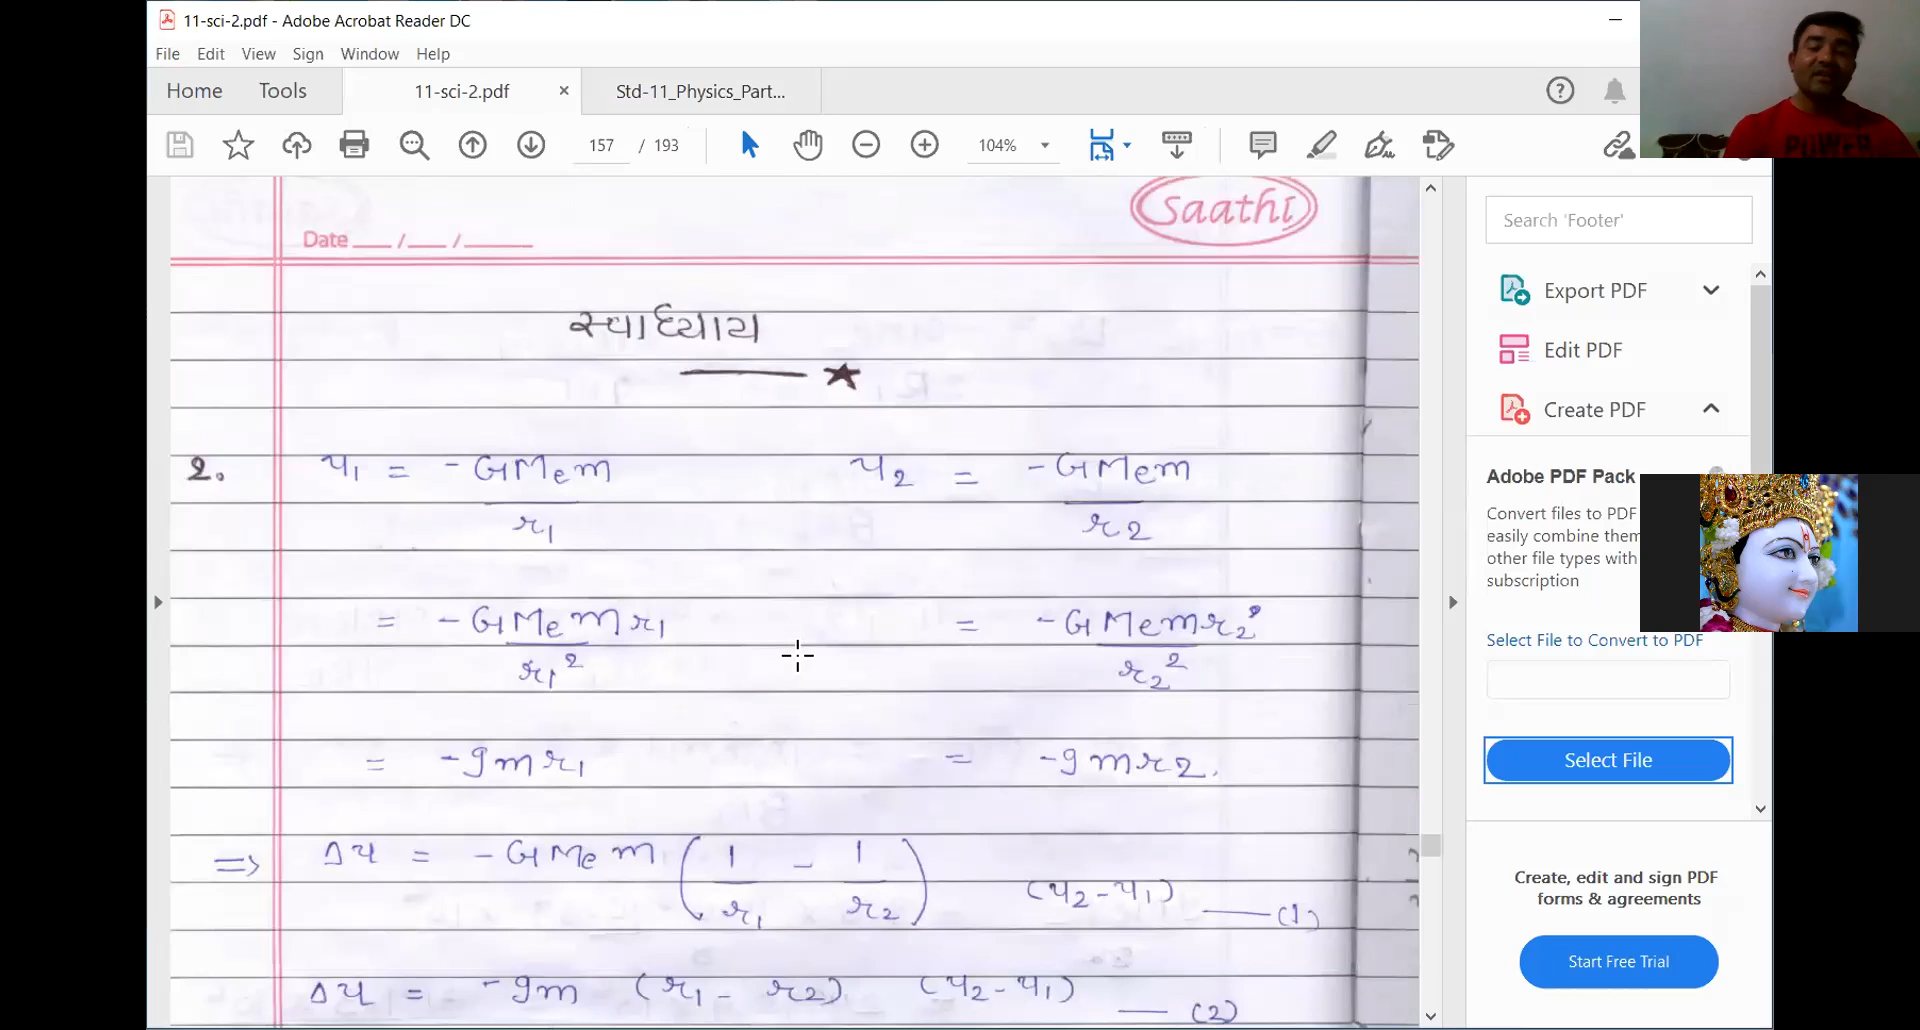 11-sci-2.pdf - Adobe Acrobat Reader DC
File Edit View Sign Window Help
Home Tools 11-sci-2.pdf × Std-11_Physics_Part...
157 / 193 104%
Saathi
Date ___/___/______
સ્વાધ્યાય
2. u₁ = -GMem/r₁ u₂ = -GMem/r₂
= -GMemr₁/r₁² = -GMemr₂/r₂²
= -gmr₁ = -gmr₂.
=> Δu = -GMem (1/r₁ - 1/r₂) (u₂-u₁) —(1)
Δu = -gm (r₁ - r₂) (u₂-u₁) — (2)
Search 'Footer'
Export PDF
Edit PDF
Create PDF
Adobe PDF Pack
Convert files to PDF
easily combine them
other file types with
subscription
Select File to Convert to PDF
Select File
Create, edit and sign PDF
forms & agreements
Start Free Trial
POWER